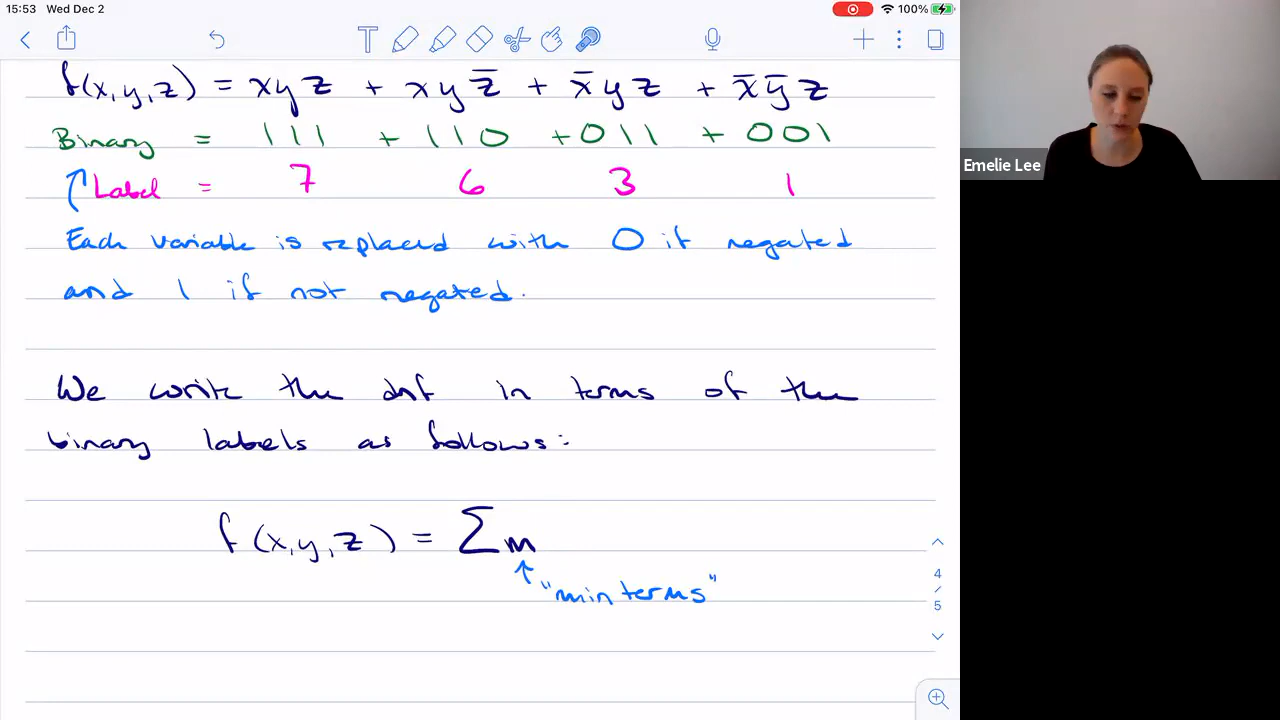 15:53 Wed Dec 2
100%
f(x,y,z) = xyz + xyz̅ + x̅yz + x̅y̅z
Binary = 111 + 110 + 011 + 001
↑ Label = 7 6 3 1
Each variable is replaced with 0 if negated
and 1 if not negated.
We write the dnf in terms of the
binary labels as follows:
f(x,y,z) = Σm
↑ "minterms"
4
/
5
Emelie Lee